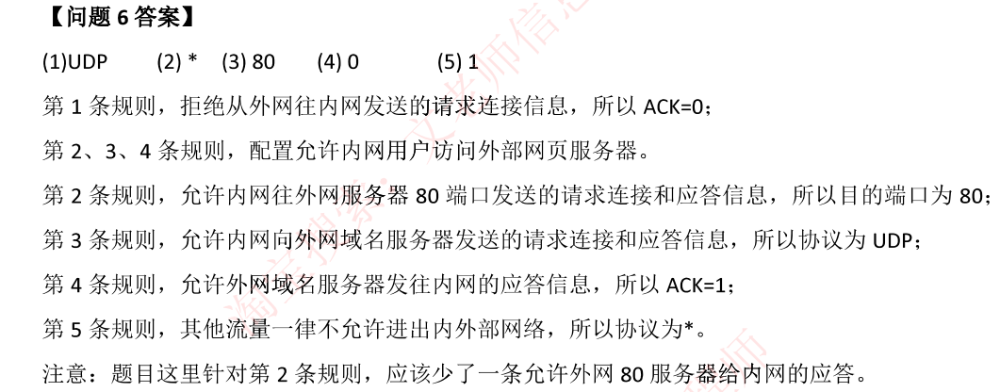 【问题 6 答案】
(1)UDP (2) * (3) 80 (4) 0 (5) 1
第 1 条规则，拒绝从外网往内网发送的请求连接信息，所以 ACK=0；
第 2、3、4 条规则，配置允许内网用户访问外部网页服务器。
第 2 条规则，允许内网往外网服务器 80 端口发送的请求连接和应答信息，所以目的端口为 80；
第 3 条规则，允许内网向外网域名服务器发送的请求连接和应答信息，所以协议为 UDP；
第 4 条规则，允许外网域名服务器发往内网的应答信息，所以 ACK=1；
第 5 条规则，其他流量一律不允许进出内外部网络，所以协议为*。
注意：题目这里针对第 2 条规则，应该少了一条允许外网 80 服务器给内网的应答。
淘宝搜索：文老师信息
师